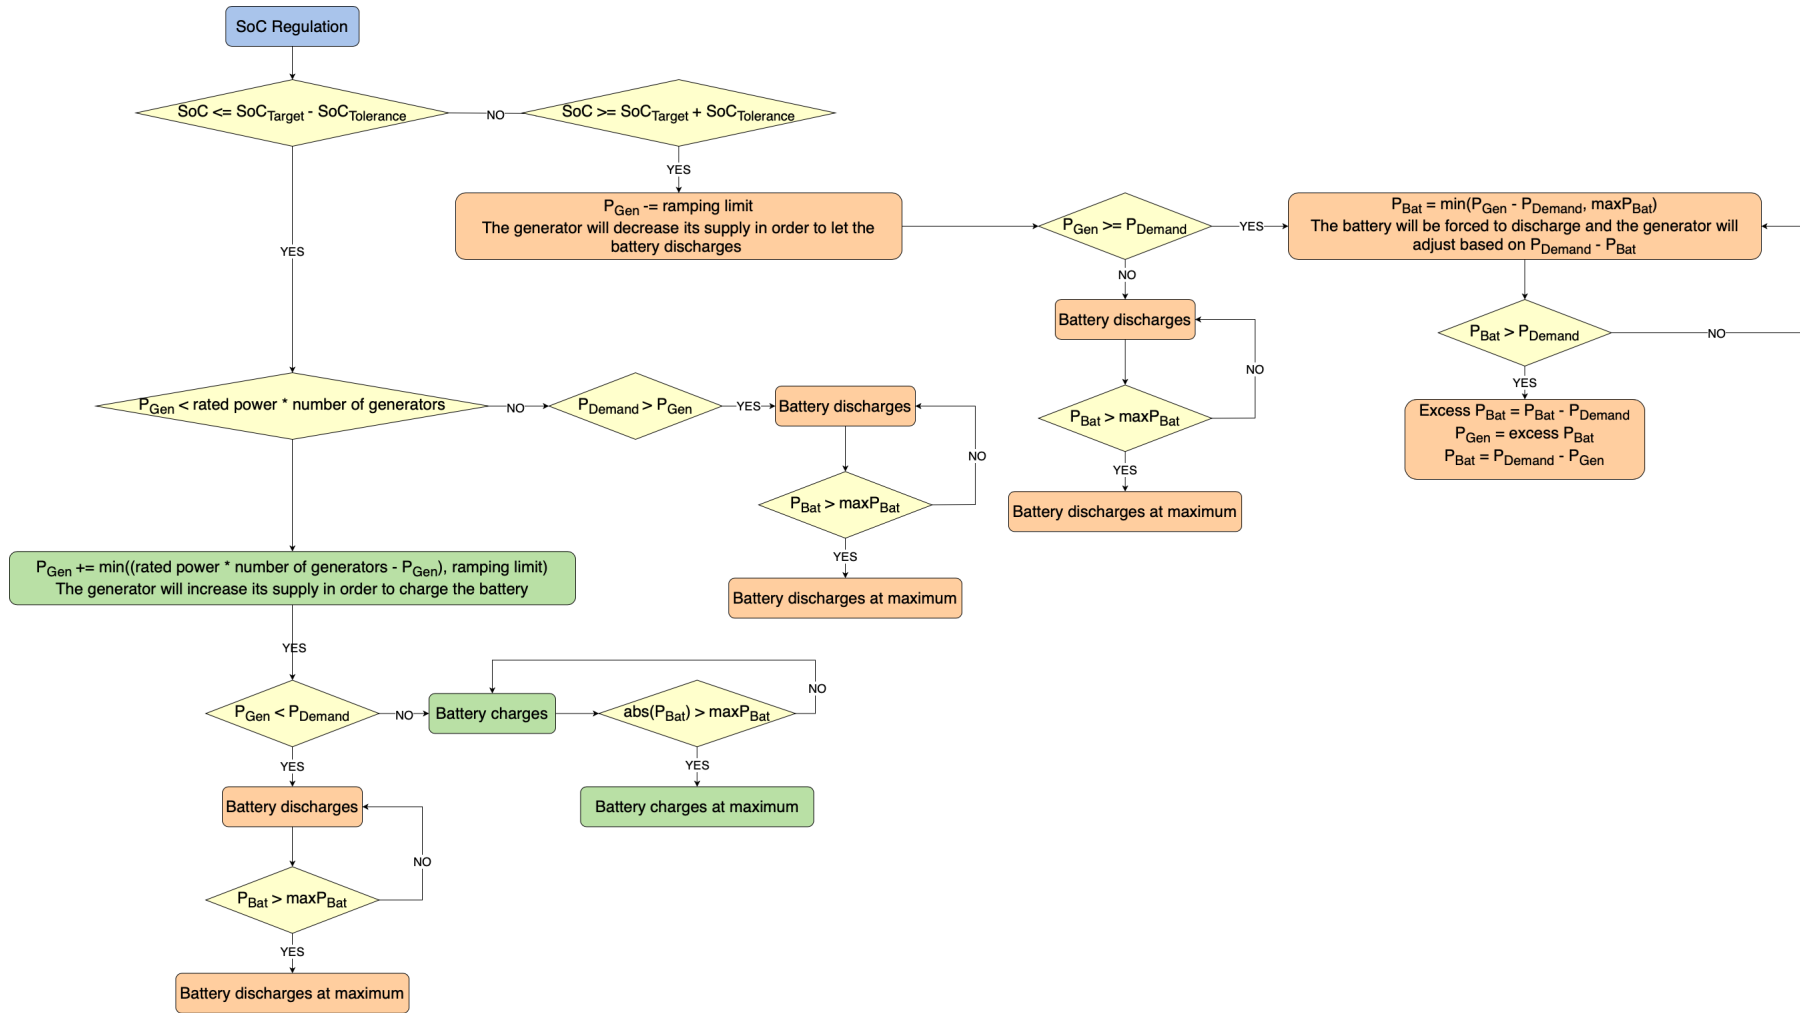 SoC Regulation
SoC <= SoCTarget - SoCTolerance
NO
SoC >= SoCTarget + SoCTolerance
YES
PGen -= ramping limit
The generator will decrease its supply in order to let the
battery discharges
PGen >= PDemand
YES
PBat = min(PGen - PDemand, maxPBat)
The battery will be forced to discharge and the generator will
adjust based on PDemand - PBat
NO
Battery discharges
NO
PBat > maxPBat
YES
Battery discharges at maximum
PBat > PDemand
NO
YES
Excess PBat = PBat - PDemand
PGen = excess PBat
PBat = PDemand - PGen
YES
PGen < rated power * number of generators
NO
PDemand > PGen
YES
Battery discharges
NO
PBat > maxPBat
YES
Battery discharges at maximum
PGen += min((rated power * number of generators - PGen), ramping limit)
The generator will increase its supply in order to charge the battery
YES
PGen < PDemand
NO
Battery charges
abs(PBat) > maxPBat
NO
YES
Battery charges at maximum
YES
Battery discharges
NO
PBat > maxPBat
YES
Battery discharges at maximum